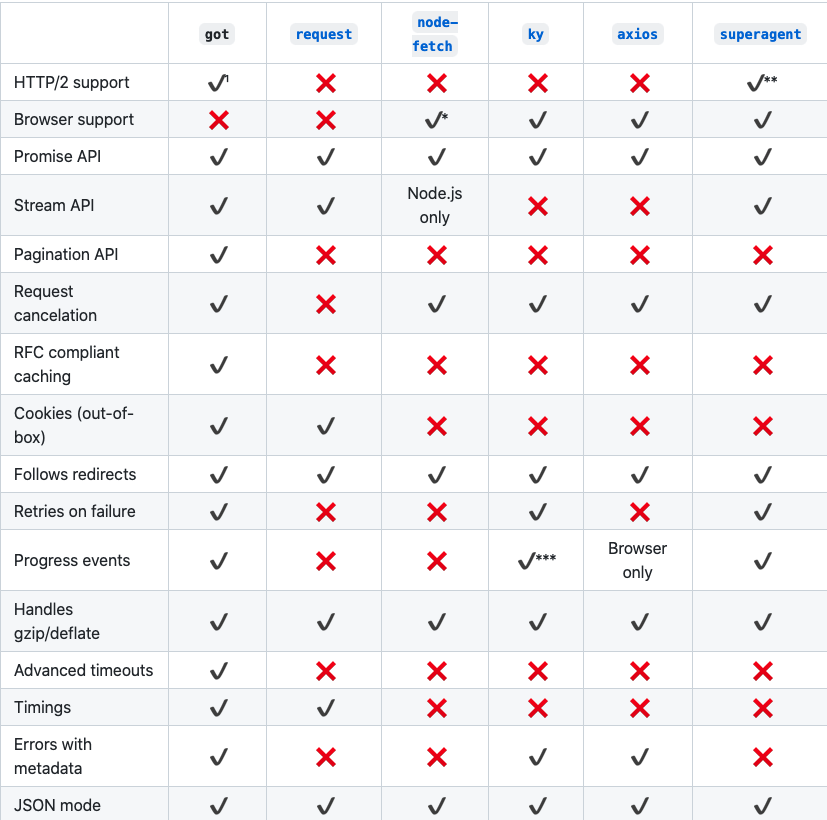 got request node-fetch ky axios superagent
HTTP/2 support ✔¹ ❌ ❌ ❌ ❌ ✔**
Browser support ❌ ❌ ✔* ✔ ✔ ✔
Promise API ✔ ✔ ✔ ✔ ✔ ✔
Stream API ✔ ✔ Node.js only ❌ ❌ ✔
Pagination API ✔ ❌ ❌ ❌ ❌ ❌
Request cancelation ✔ ❌ ✔ ✔ ✔ ✔
RFC compliant caching ✔ ❌ ❌ ❌ ❌ ❌
Cookies (out-of-box) ✔ ✔ ❌ ❌ ❌ ❌
Follows redirects ✔ ✔ ✔ ✔ ✔ ✔
Retries on failure ✔ ❌ ❌ ✔ ❌ ✔
Progress events ✔ ❌ ❌ ✔*** Browser only ✔
Handles gzip/deflate ✔ ✔ ✔ ✔ ✔ ✔
Advanced timeouts ✔ ❌ ❌ ❌ ❌ ❌
Timings ✔ ✔ ❌ ❌ ❌ ❌
Errors with metadata ✔ ❌ ❌ ✔ ✔ ❌
JSON mode ✔ ✔ ✔ ✔ ✔ ✔